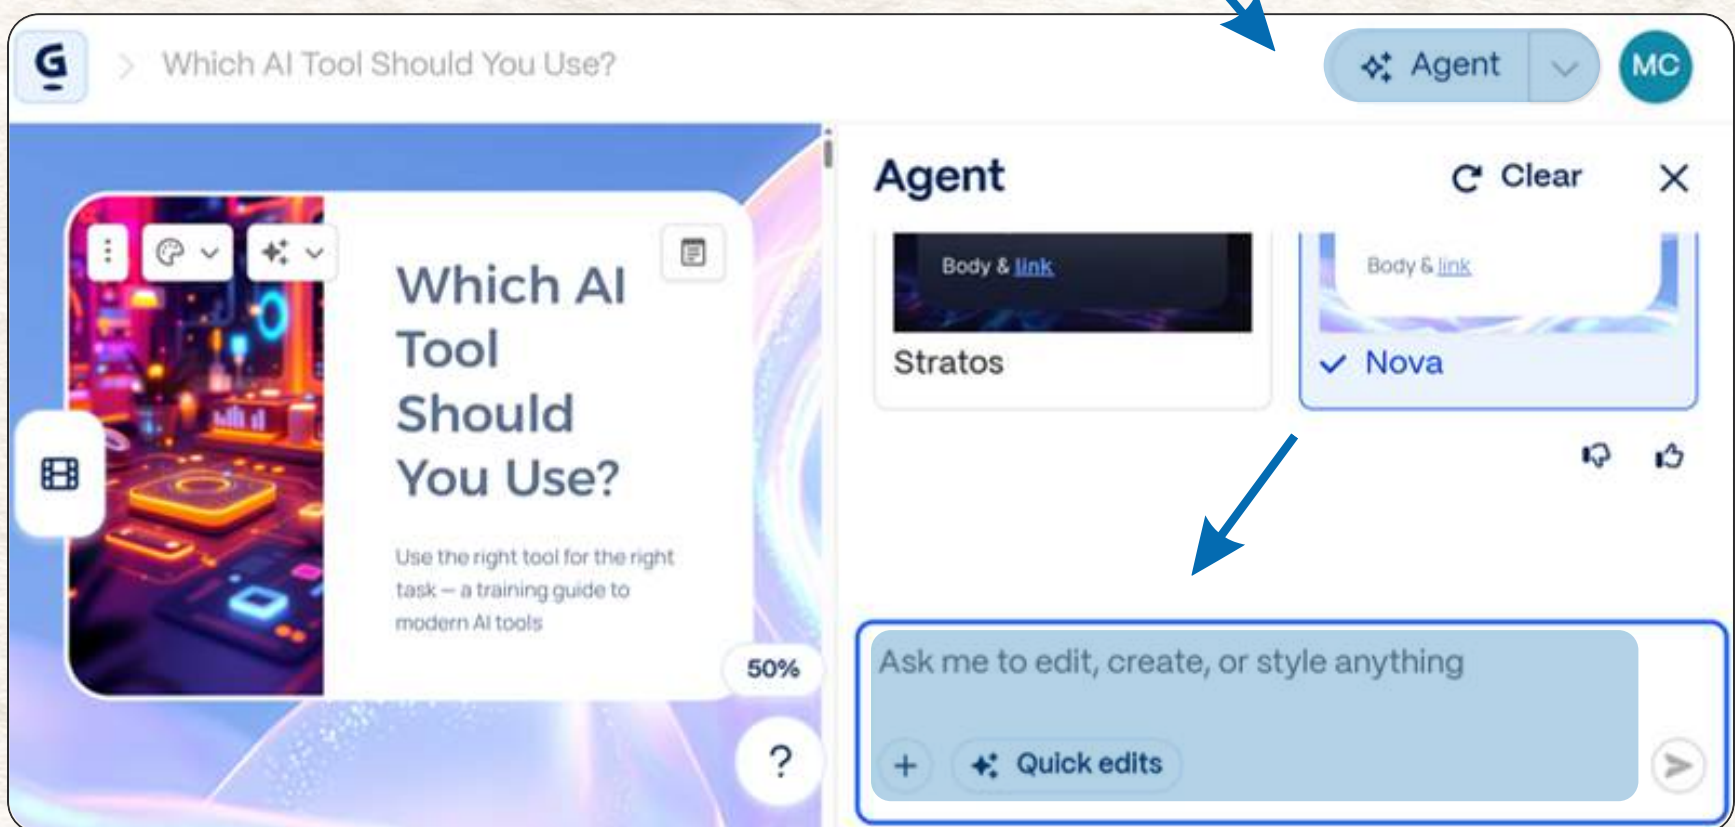 G
Which AI Tool Should You Use?
Agent
MC
Which AI
Tool
Should
You Use?
Use the right tool for the right
task — a training guide to
modern AI tools
50%
?
Agent
Clear
Body & link
Body & link
Stratos
Nova
Ask me to edit, create, or style anything
Quick edits